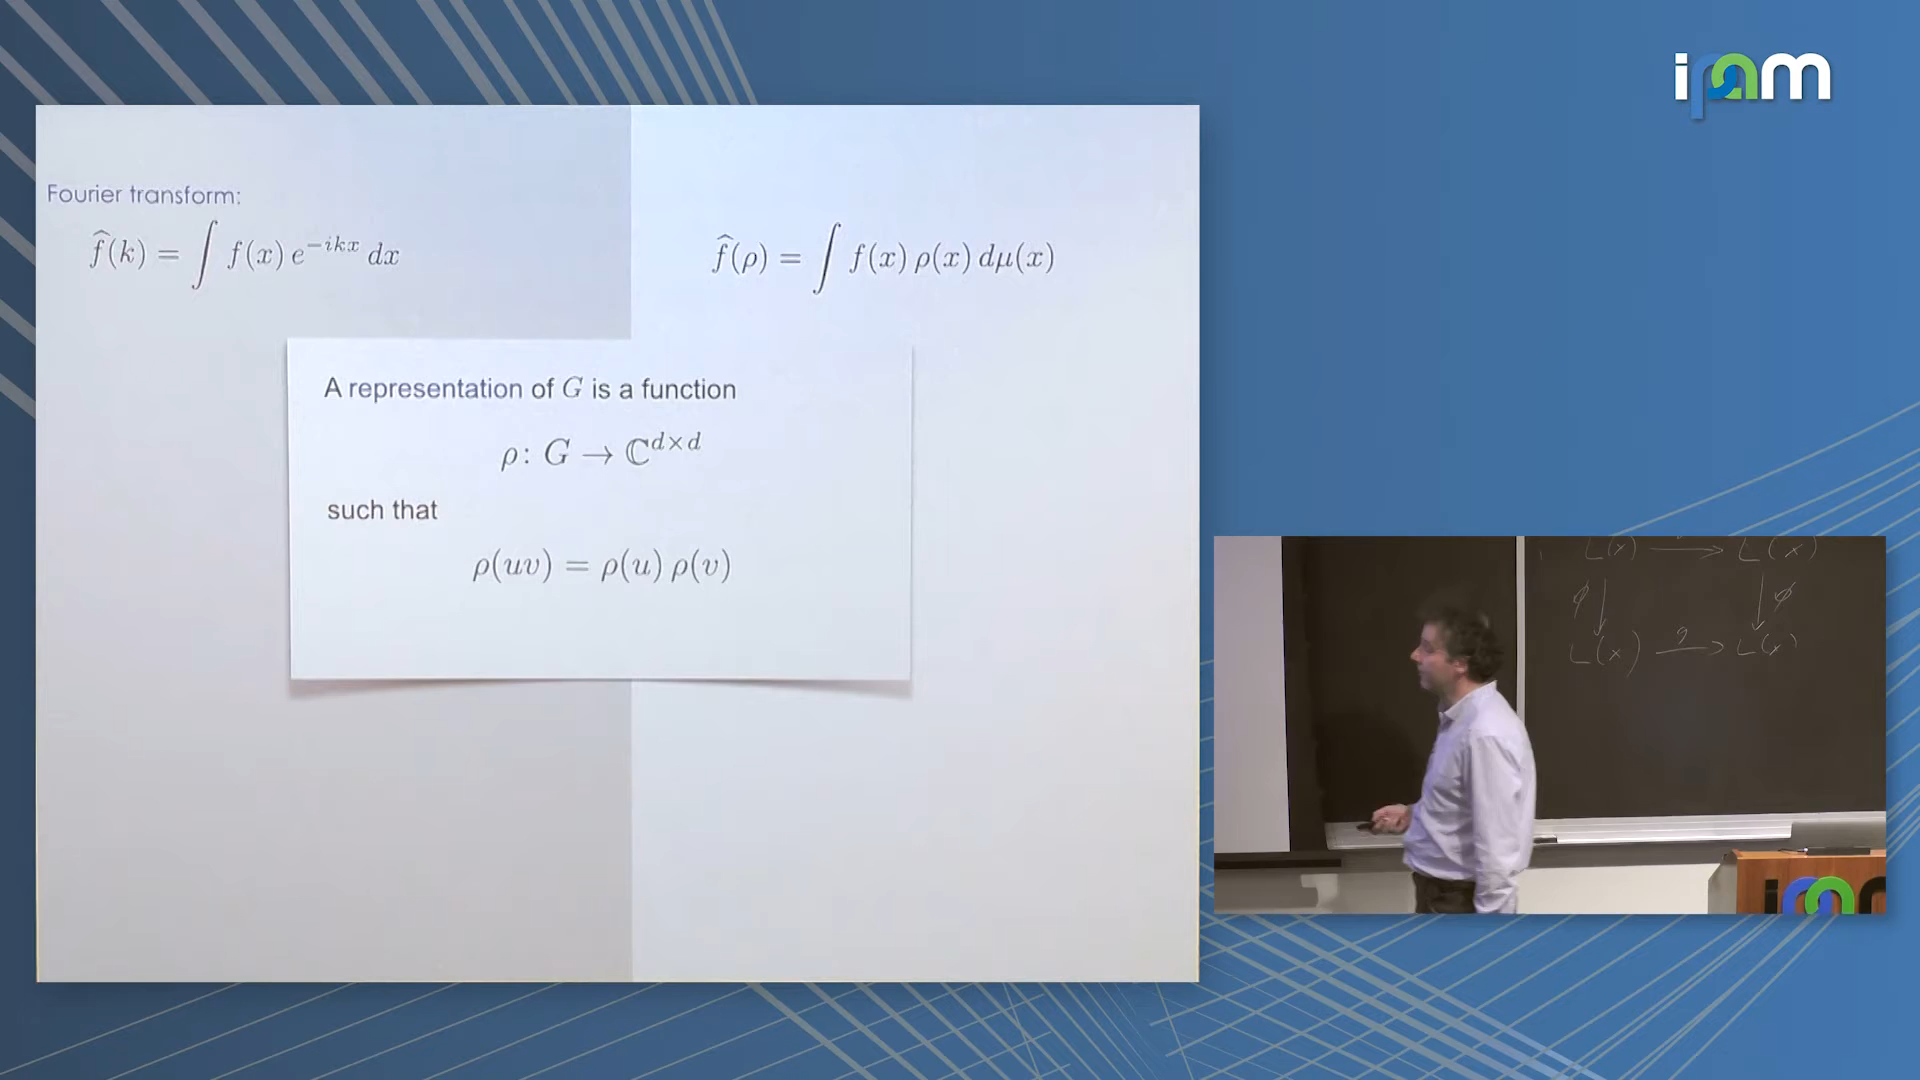 ipam
Fourier transform:
f̂(k) = ∫ f(x) e^{-ikx} dx
f̂(ρ) = ∫ f(x) ρ(x) dμ(x)
A representation of G is a function
ρ: G → ℂ^{d×d}
such that
ρ(uv) = ρ(u) ρ(v)
L(x) → L(x)
φ ↓ ↓ φ
L(x) → L(x)